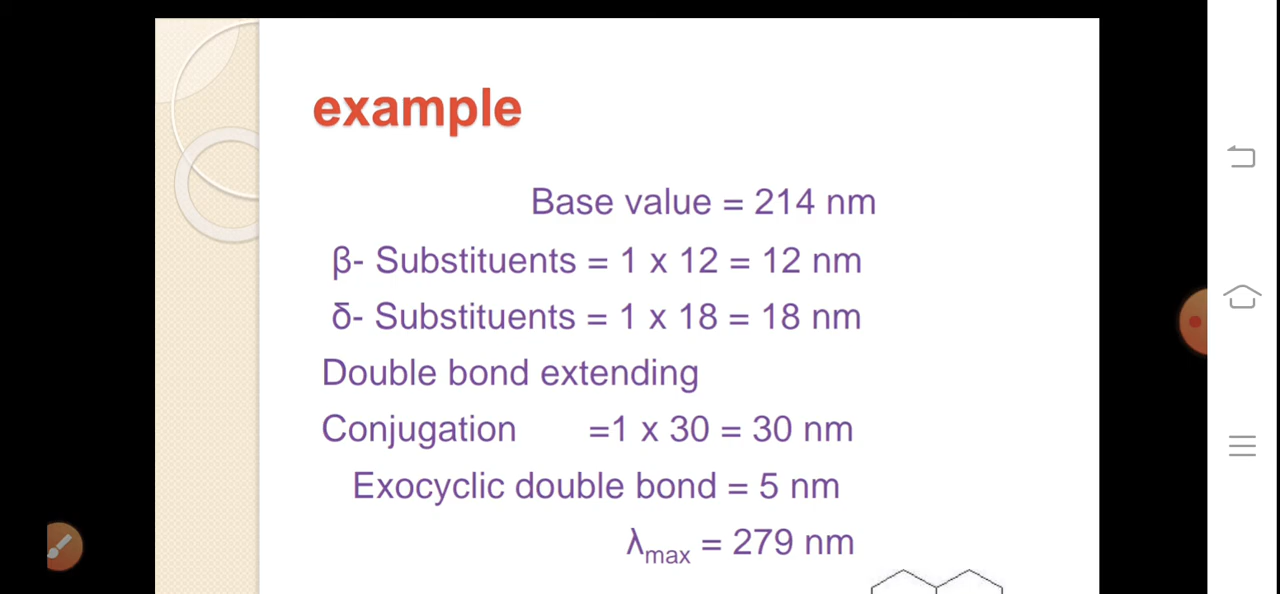 example
Base value = 214 nm
β- Substituents = 1 x 12 = 12 nm
δ- Substituents = 1 x 18 = 18 nm
Double bond extending
Conjugation =1 x 30 = 30 nm
Exocyclic double bond = 5 nm
λmax = 279 nm